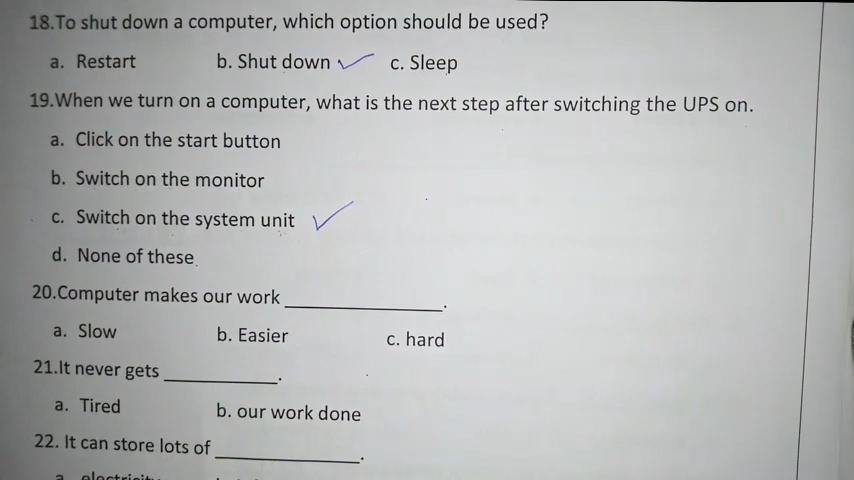 18.To shut down a computer, which option should be used?
a. Restart b. Shut down c. Sleep
19.When we turn on a computer, what is the next step after switching the UPS on.
a. Click on the start button
b. Switch on the monitor
c. Switch on the system unit
d. None of these
20.Computer makes our work ____________.
a. Slow b. Easier c. hard
21.It never gets _________.
a. Tired b. our work done
22. It can store lots of ____________.
a. electricity